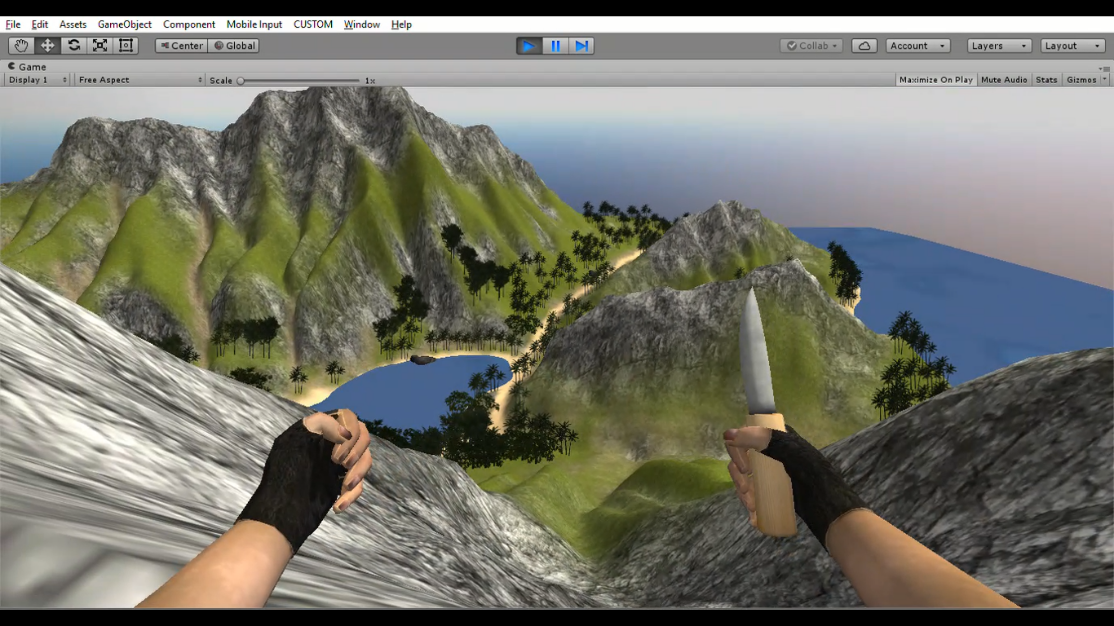 File Edit Assets GameObject Component Mobile Input CUSTOM Window Help
Center Global Collab Account Layers Layout
Game
Display 1 Free Aspect Scale 1x Maximize On Play Mute Audio Stats Gizmos